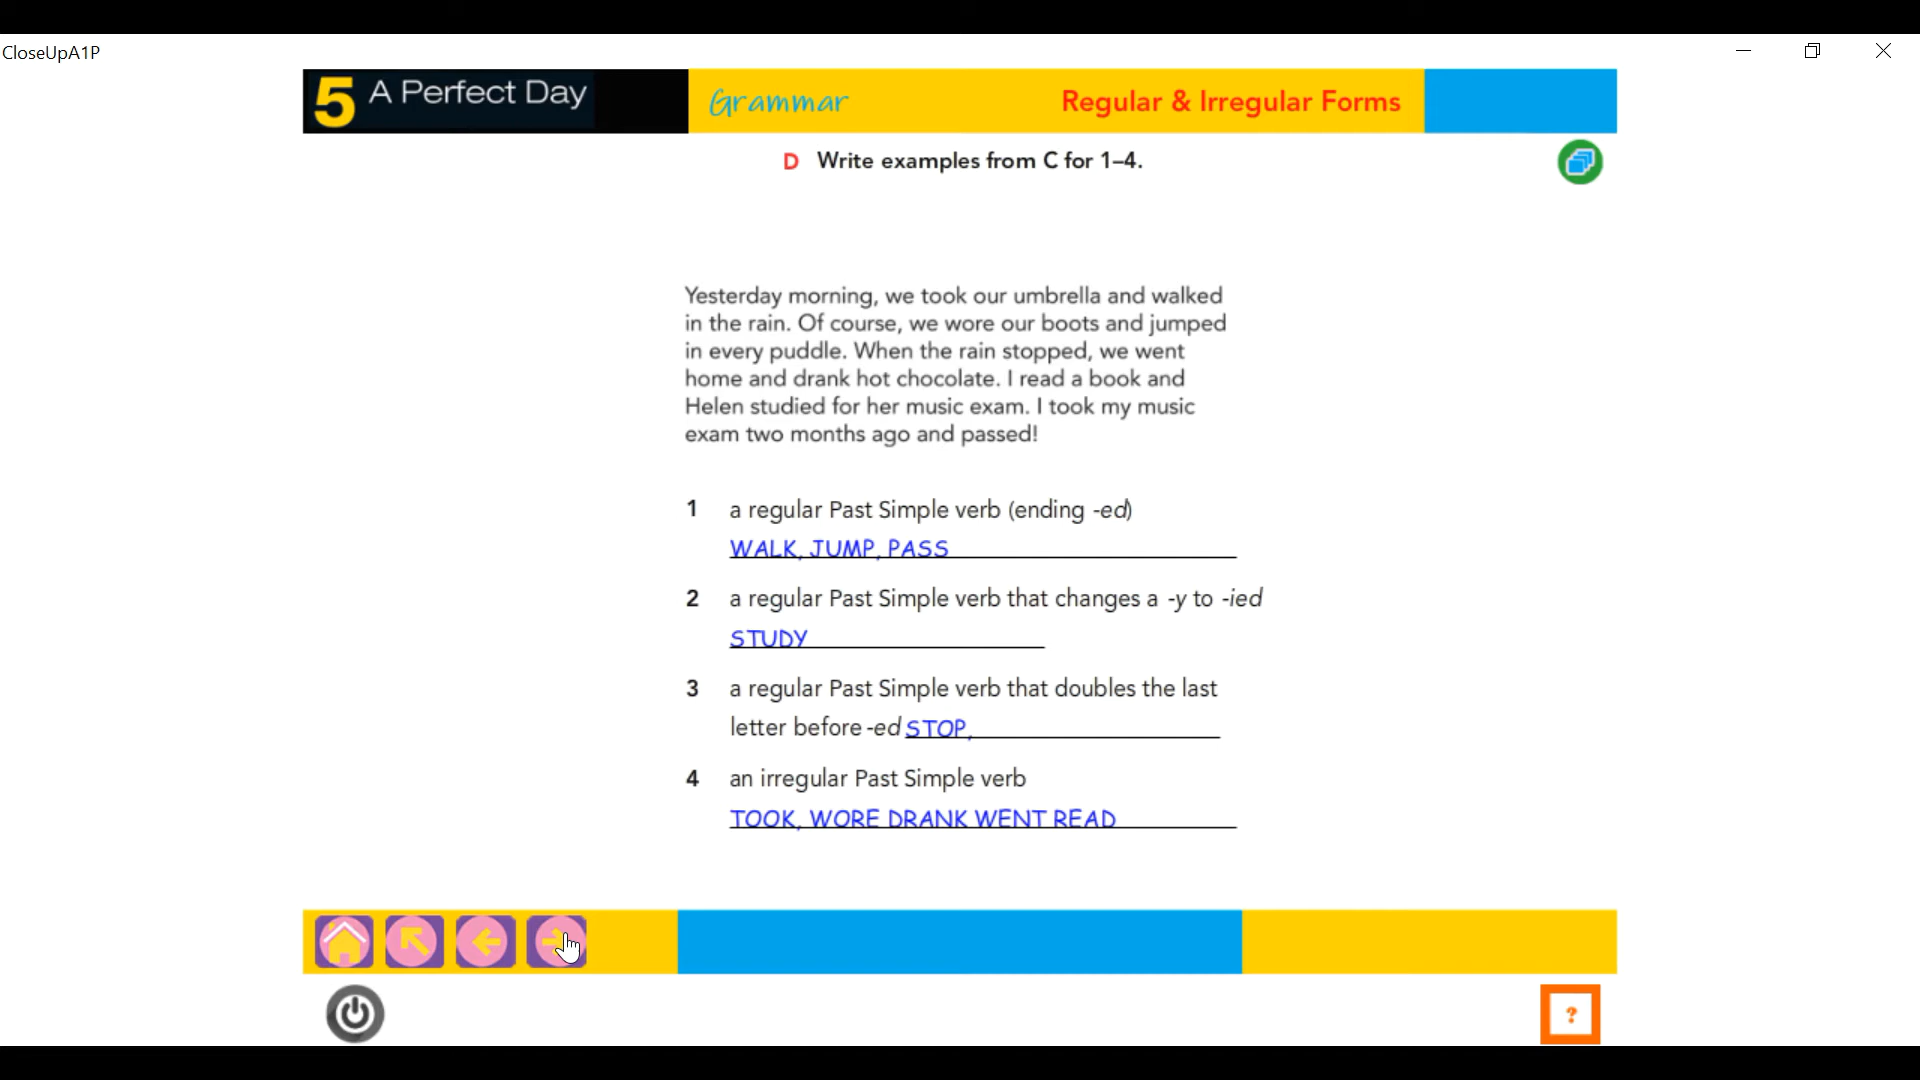 CloseUpA1P
5 A Perfect Day
Grammar
Regular & Irregular Forms
D Write examples from C for 1–4.
Yesterday morning, we took our umbrella and walked
in the rain. Of course, we wore our boots and jumped
in every puddle. When the rain stopped, we went
home and drank hot chocolate. I read a book and
Helen studied for her music exam. I took my music
exam two months ago and passed!
1 a regular Past Simple verb (ending -ed)
WALK, JUMP, PASS
2 a regular Past Simple verb that changes a -y to -ied
STUDY
3 a regular Past Simple verb that doubles the last
letter before -ed STOP,
4 an irregular Past Simple verb
TOOK, WORE DRANK WENT READ
?